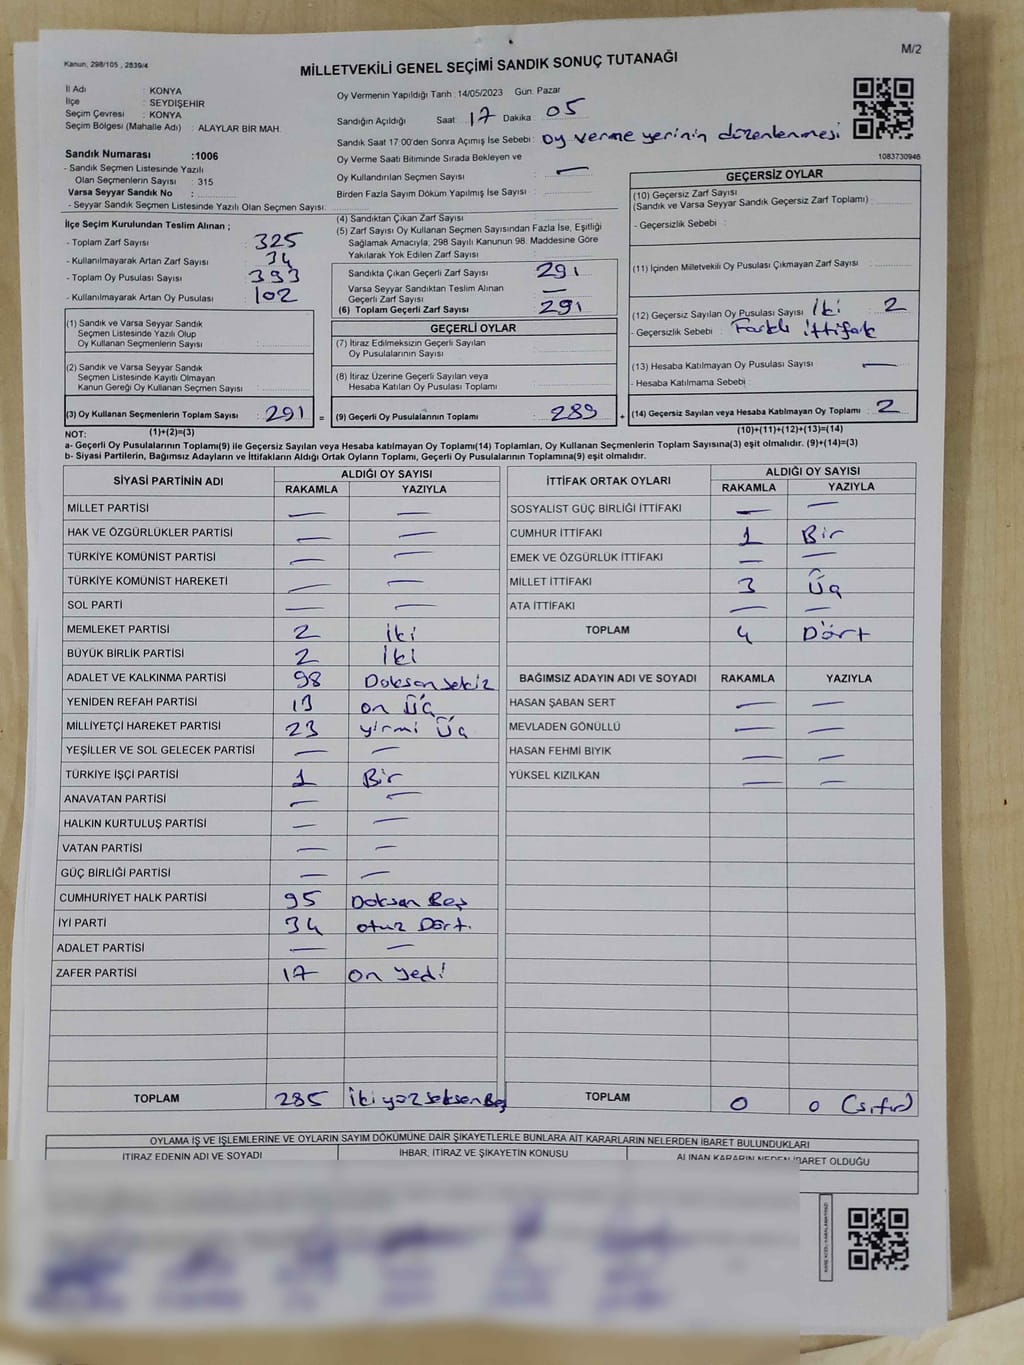 M/2
Kanun, 298/105 , 2839/4
MİLLETVEKİLİ GENEL SEÇİMİ SANDIK SONUÇ TUTANAĞI
İl Adı : KONYA
İlçe : SEYDİŞEHİR
Seçim Çevresi : KONYA
Seçim Bölgesi (Mahalle Adı) : ALAYLAR BİR MAH.
Oy Vermenin Yapıldığı Tarih :14/05/2023 Gün: Pazar
Sandığın Açıldığı Saat: 17 Dakika : 05
Sandık Saat 17:00'den Sonra Açımış İse Sebebi: Oy verme yerinin düzenlenmesi
Oy Verme Saati Bitiminde Sırada Bekleyen ve
Oy Kullandırılan Seçmen Sayısı : —
Birden Fazla Sayım Döküm Yapılmış İse Sayısı :
1083730946
Sandık Numarası :1006
- Sandık Seçmen Listesinde Yazılı
Olan Seçmenlerin Sayısı : 315
Varsa Seyyar Sandık No :
- Seyyar Sandık Seçmen Listesinde Yazılı Olan Seçmen Sayısı:
İlçe Seçim Kurulundan Teslim Alınan ;
- Toplam Zarf Sayısı : 325
- Kullanılmayarak Artan Zarf Sayısı : 34
- Toplam Oy Pusulası Sayısı : 393
- Kullanılmayarak Artan Oy Pusulası : 102
(4) Sandıktan Çıkan Zarf Sayısı :
(5) Zarf Sayısı Oy Kullanan Seçmen Sayısından Fazla İse, Eşitliği
Sağlamak Amacıyla; 298 Sayılı Kanunun 98. Maddesine Göre
Yakılarak Yok Edilen Zarf Sayısı :
Sandıkta Çıkan Geçerli Zarf Sayısı : 291
Varsa Seyyar Sandıktan Teslim Alınan
Geçerli Zarf Sayısı : —
(6) Toplam Geçerli Zarf Sayısı : 291
GEÇERSİZ OYLAR
(10) Geçersiz Zarf Sayısı
(Sandık ve Varsa Seyyar Sandık Geçersiz Zarf Toplamı) :
- Geçersizlik Sebebi :
(11) İçinden Milletvekili Oy Pusulası Çıkmayan Zarf Sayısı :
(12) Geçersiz Sayılan Oy Pusulası Sayısı : İki 2
- Geçersizlik Sebebi : Farklı ittifak
(13) Hesaba Katılmayan Oy Pusulası Sayısı : —
- Hesaba Katılmama Sebebi :
(14) Geçersiz Sayılan veya Hesaba Katılmayan Oy Toplamı : 2
(10)+(11)+(12)+(13)=(14)
(1) Sandık ve Varsa Seyyar Sandık
Seçmen Listesinde Yazılı Olup
Oy Kullanan Seçmenlerin Sayısı :
(2) Sandık ve Varsa Seyyar Sandık
Seçmen Listesinde Kayıtlı Olmayan
Kanun Gereği Oy Kullanan Seçmen Sayısı :
(3) Oy Kullanan Seçmenlerin Toplam Sayısı : 291 =
(1)+(2)=(3)
GEÇERLİ OYLAR
(7) İtiraz Edilmeksizin Geçerli Sayılan
Oy Pusulalarının Sayısı :
(8) İtiraz Üzerine Geçerli Sayılan veya
Hesaba Katılan Oy Pusulası Toplamı :
(9) Geçerli Oy Pusulalarının Toplamı : 289 +
NOT:
a- Geçerli Oy Pusulalarının Toplamı(9) ile Geçersiz Sayılan veya Hesaba katılmayan Oy Toplamı(14) Toplamları, Oy Kullanan Seçmenlerin Toplam Sayısına(3) eşit olmalıdır. (9)+(14)=(3)
b- Siyasi Partilerin, Bağımsız Adayların ve İttifakların Aldığı Ortak Oyların Toplamı, Geçerli Oy Pusulalarının Toplamına(9) eşit olmalıdır.
SİYASİ PARTİNİN ADI ALDIĞI OY SAYISI
RAKAMLA YAZIYLA
MİLLET PARTİSİ — —
HAK VE ÖZGÜRLÜKLER PARTİSİ — —
TÜRKİYE KOMÜNİST PARTİSİ — —
TÜRKİYE KOMÜNİST HAREKETİ — —
SOL PARTİ — —
MEMLEKET PARTİSİ 2 İki
BÜYÜK BİRLİK PARTİSİ 2 İki
ADALET VE KALKINMA PARTİSİ 98 Doksan sekiz
YENİDEN REFAH PARTİSİ 13 on Üç
MİLLİYETÇİ HAREKET PARTİSİ 23 yirmi Üç
YEŞİLLER VE SOL GELECEK PARTİSİ — —
TÜRKİYE İŞÇİ PARTİSİ 1 Bir
ANAVATAN PARTİSİ — —
HALKIN KURTULUŞ PARTİSİ — —
VATAN PARTİSİ — —
GÜÇ BİRLİĞİ PARTİSİ — —
CUMHURİYET HALK PARTİSİ 95 Doksan Beş
İYİ PARTİ 34 otuz Dört.
ADALET PARTİSİ — —
ZAFER PARTİSİ 17 on yedi
TOPLAM 285 İkiyüz seksen Beş
İTTİFAK ORTAK OYLARI ALDIĞI OY SAYISI
RAKAMLA YAZIYLA
SOSYALİST GÜÇ BİRLİĞİ İTTİFAKI — —
CUMHUR İTTİFAKI 1 Bir
EMEK VE ÖZGÜRLÜK İTTİFAKI — —
MİLLET İTTİFAKI 3 Üç
ATA İTTİFAKI — —
TOPLAM 4 Dört
BAĞIMSIZ ADAYIN ADI VE SOYADI RAKAMLA YAZIYLA
HASAN ŞABAN SERT — —
MEVLADEN GÖNÜLLÜ — —
HASAN FEHMİ BIYIK — —
YÜKSEL KIZILKAN — —
TOPLAM 0 0 (sıfır)
OYLAMA İŞ VE İŞLEMLERİNE VE OYLARIN SAYIM DÖKÜMÜNE DAİR ŞİKAYETLERLE BUNLARA AİT KARARLARIN NELERDEN İBARET BULUNDUKLARI
İTİRAZ EDENİN ADI VE SOYADI İHBAR, İTİRAZ VE ŞİKAYETİN KONUSU ALINAN KARARIN NEDEN İBARET OLDUĞU